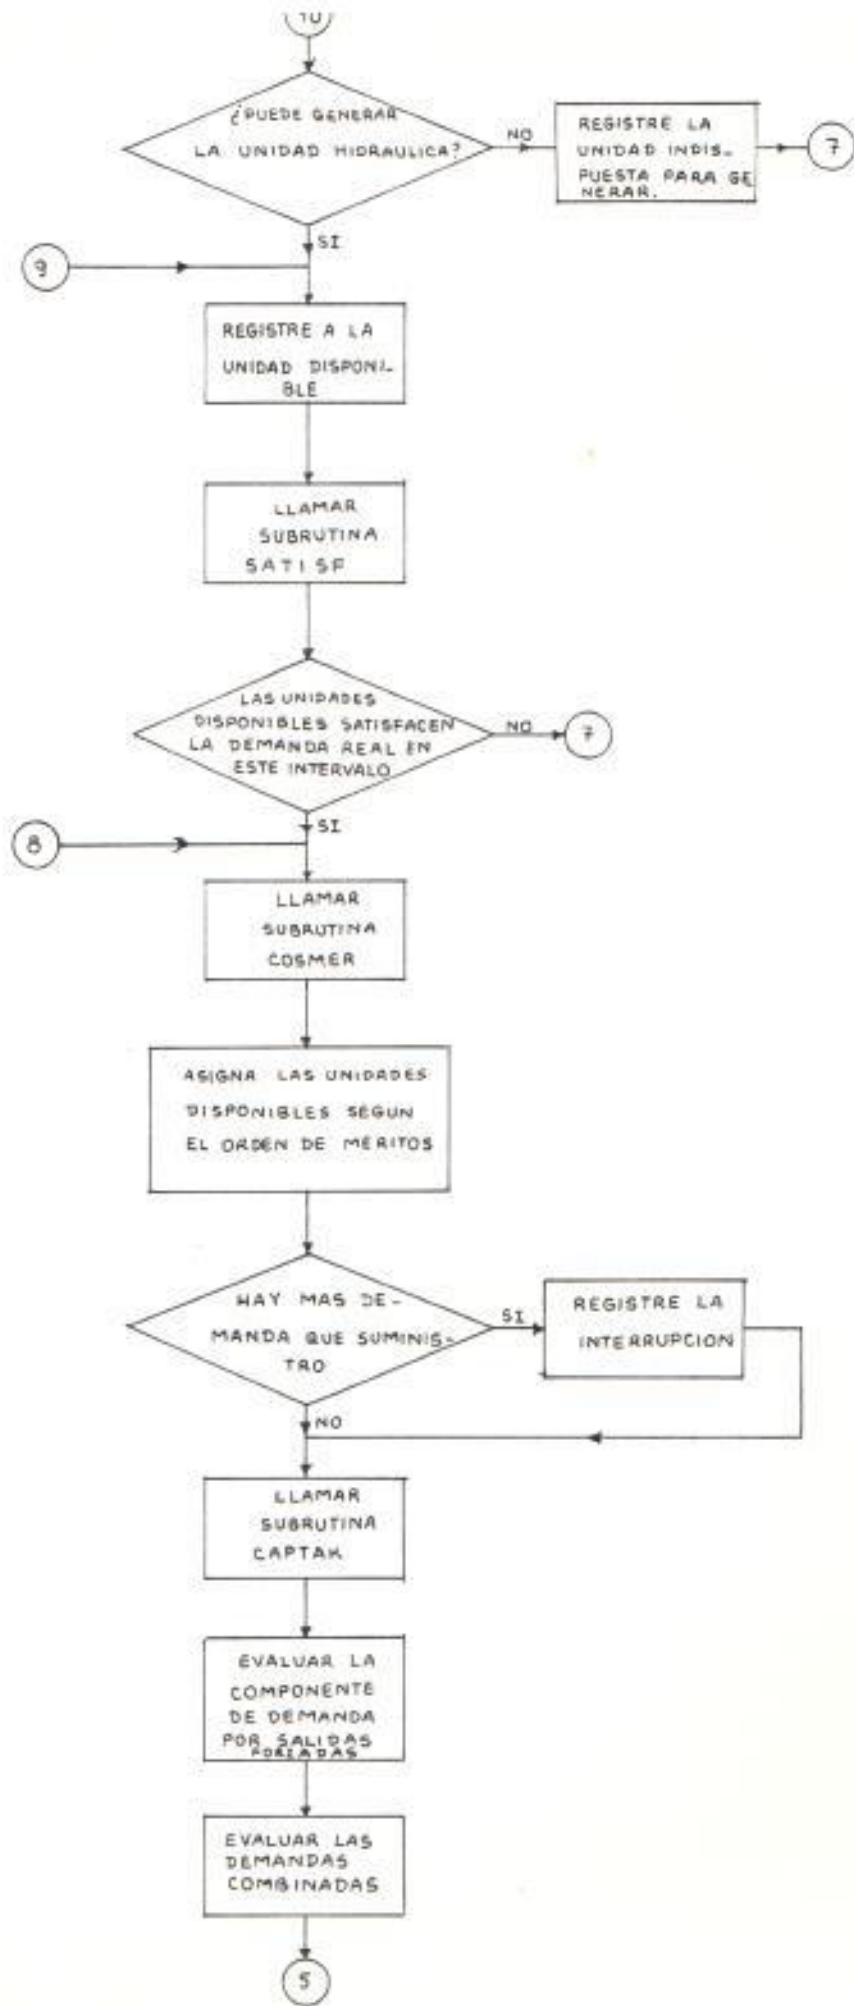 10
¿PUEDE GENERAR
LA UNIDAD HIDRAULICA?
NO
REGISTRE LA
UNIDAD INDIS-
PUESTA PARA GE
NERAR.
7
SI
9
REGISTRE A LA
UNIDAD DISPONI-
BLE
LLAMAR
SUBRUTINA
SATISF
LAS UNIDADES
DISPONIBLES SATISFACEN
LA DEMANDA REAL EN
ESTE INTERVALO
NO
7
SI
8
LLAMAR
SUBRUTINA
COSMER
ASIGNA LAS UNIDADES
DISPONIBLES SEGUN
EL ORDEN DE MERITOS
HAY MAS DE-
MANDA QUE SUMINIS-
TRO
SI
REGISTRE LA
INTERRUPCION
NO
LLAMAR
SUBRUTINA
CAPTAK
EVALUAR LA
COMPONENTE
DE DEMANDA
POR SALIDAS
FORZADAS
EVALUAR LAS
DEMANDAS
COMBINADAS
5